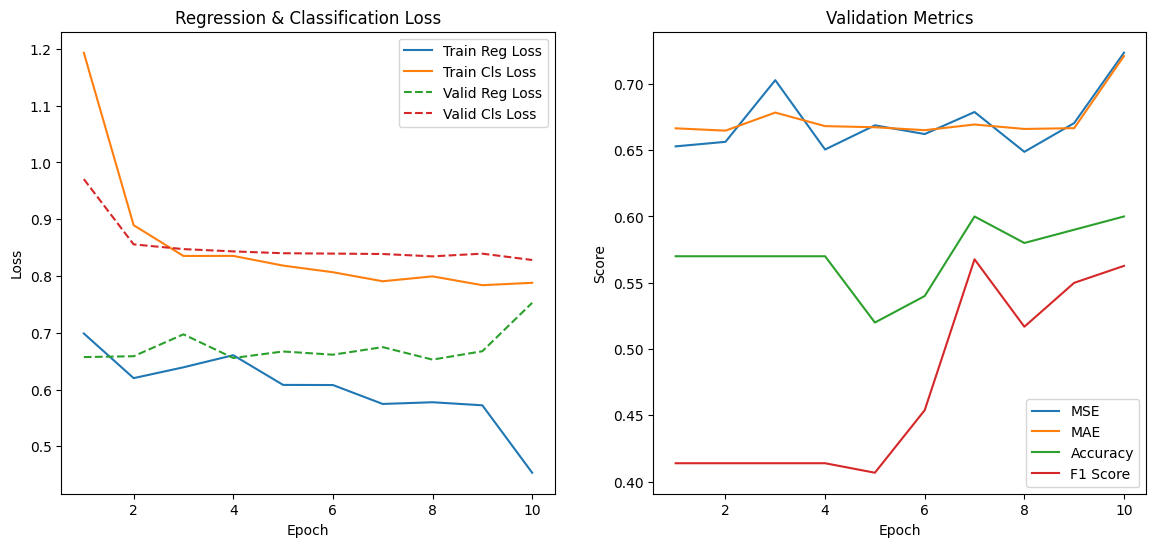 Regression & Classification Loss
1.2
1.1
1.0
0.9
0.8
0.7
0.6
0.5
Loss
2
4
6
8
10
Epoch
Train Reg Loss
Train Cls Loss
Valid Reg Loss
Valid Cls Loss
Validation Metrics
0.70
0.65
0.60
0.55
0.50
0.45
0.40
Score
2
4
6
8
10
Epoch
MSE
MAE
Accuracy
F1 Score